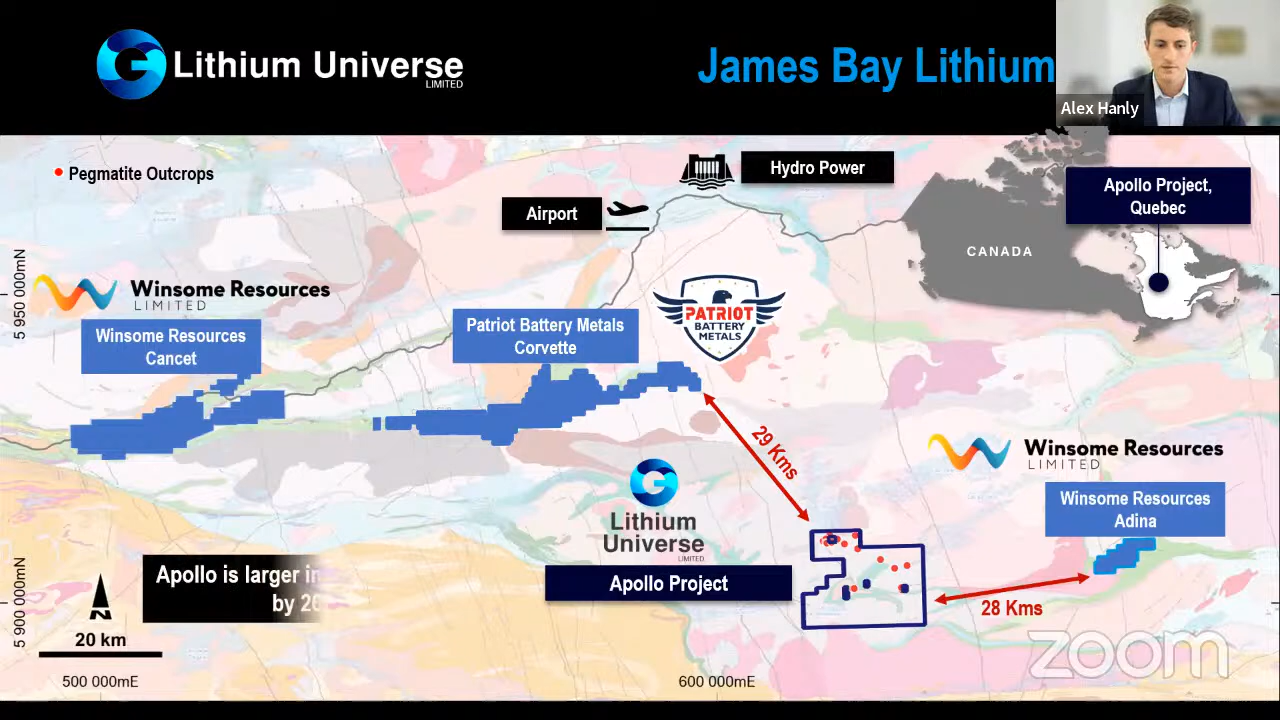 Lithium Universe
LIMITED
James Bay Lithium
Alex Hanly
Pegmatite Outcrops
Hydro Power
Airport
Apollo Project,
Quebec
CANADA
5 950 000mN
Winsome Resources
LIMITED
Winsome Resources
Cancet
Patriot Battery Metals
Corvette
PATRIOT
BATTERY
METALS
29 Kms
Winsome Resources
LIMITED
Winsome Resources
Adina
Lithium
Universe
LIMITED
Apollo Project
28 Kms
Apollo is larger in
by
5 900 000mN
N
20 km
500 000mE
600 000mE
zoom